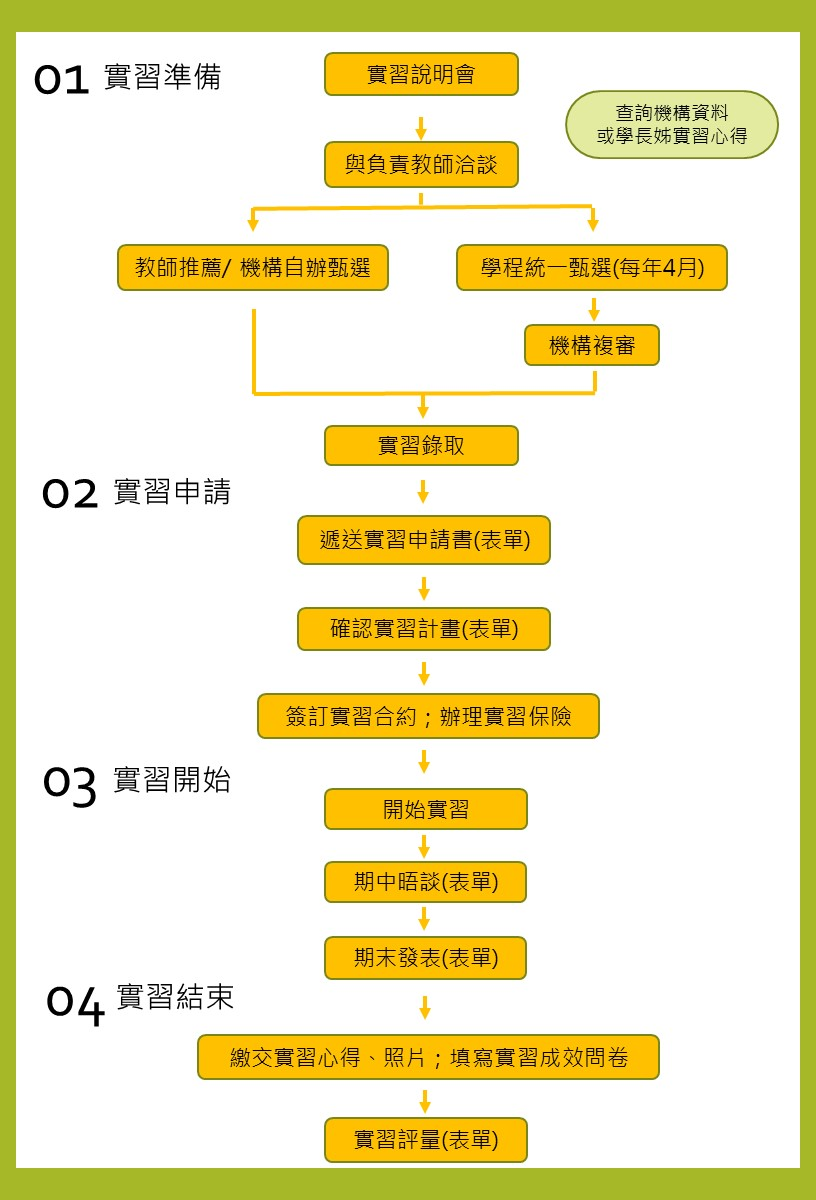 01 實習準備
實習說明會
查詢機構資料
或學長姊實習心得
與負責教師洽談
教師推薦/ 機構自辦甄選
學程統一甄選(每年4月)
機構複審
實習錄取
02 實習申請
遞送實習申請書(表單)
確認實習計畫(表單)
簽訂實習合約；辦理實習保險
03 實習開始
開始實習
期中晤談(表單)
期末發表(表單)
04 實習結束
繳交實習心得、照片；填寫實習成效問卷
實習評量(表單)